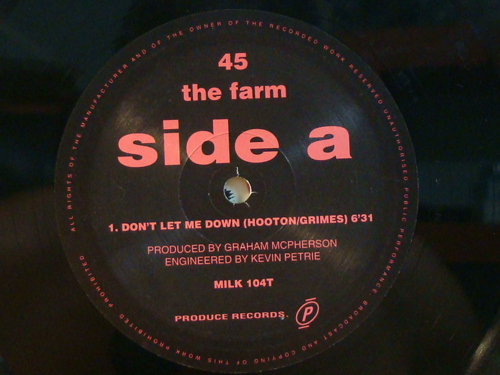 45
the farm
side a
1. DON'T LET ME DOWN (HOOTON/GRIMES) 6'31
PRODUCED BY GRAHAM MCPHERSON
ENGINEERED BY KEVIN PETRIE
MILK 104T
PRODUCE RECORDS. P
ALL RIGHTS OF THE MANUFACTURER AND OF THE OWNER OF THE RECORDED WORK RESERVED UNAUTHORISED PUBLIC PERFORMANCE BROADCAST AND COPYING OF THIS WORK PROHIBITED